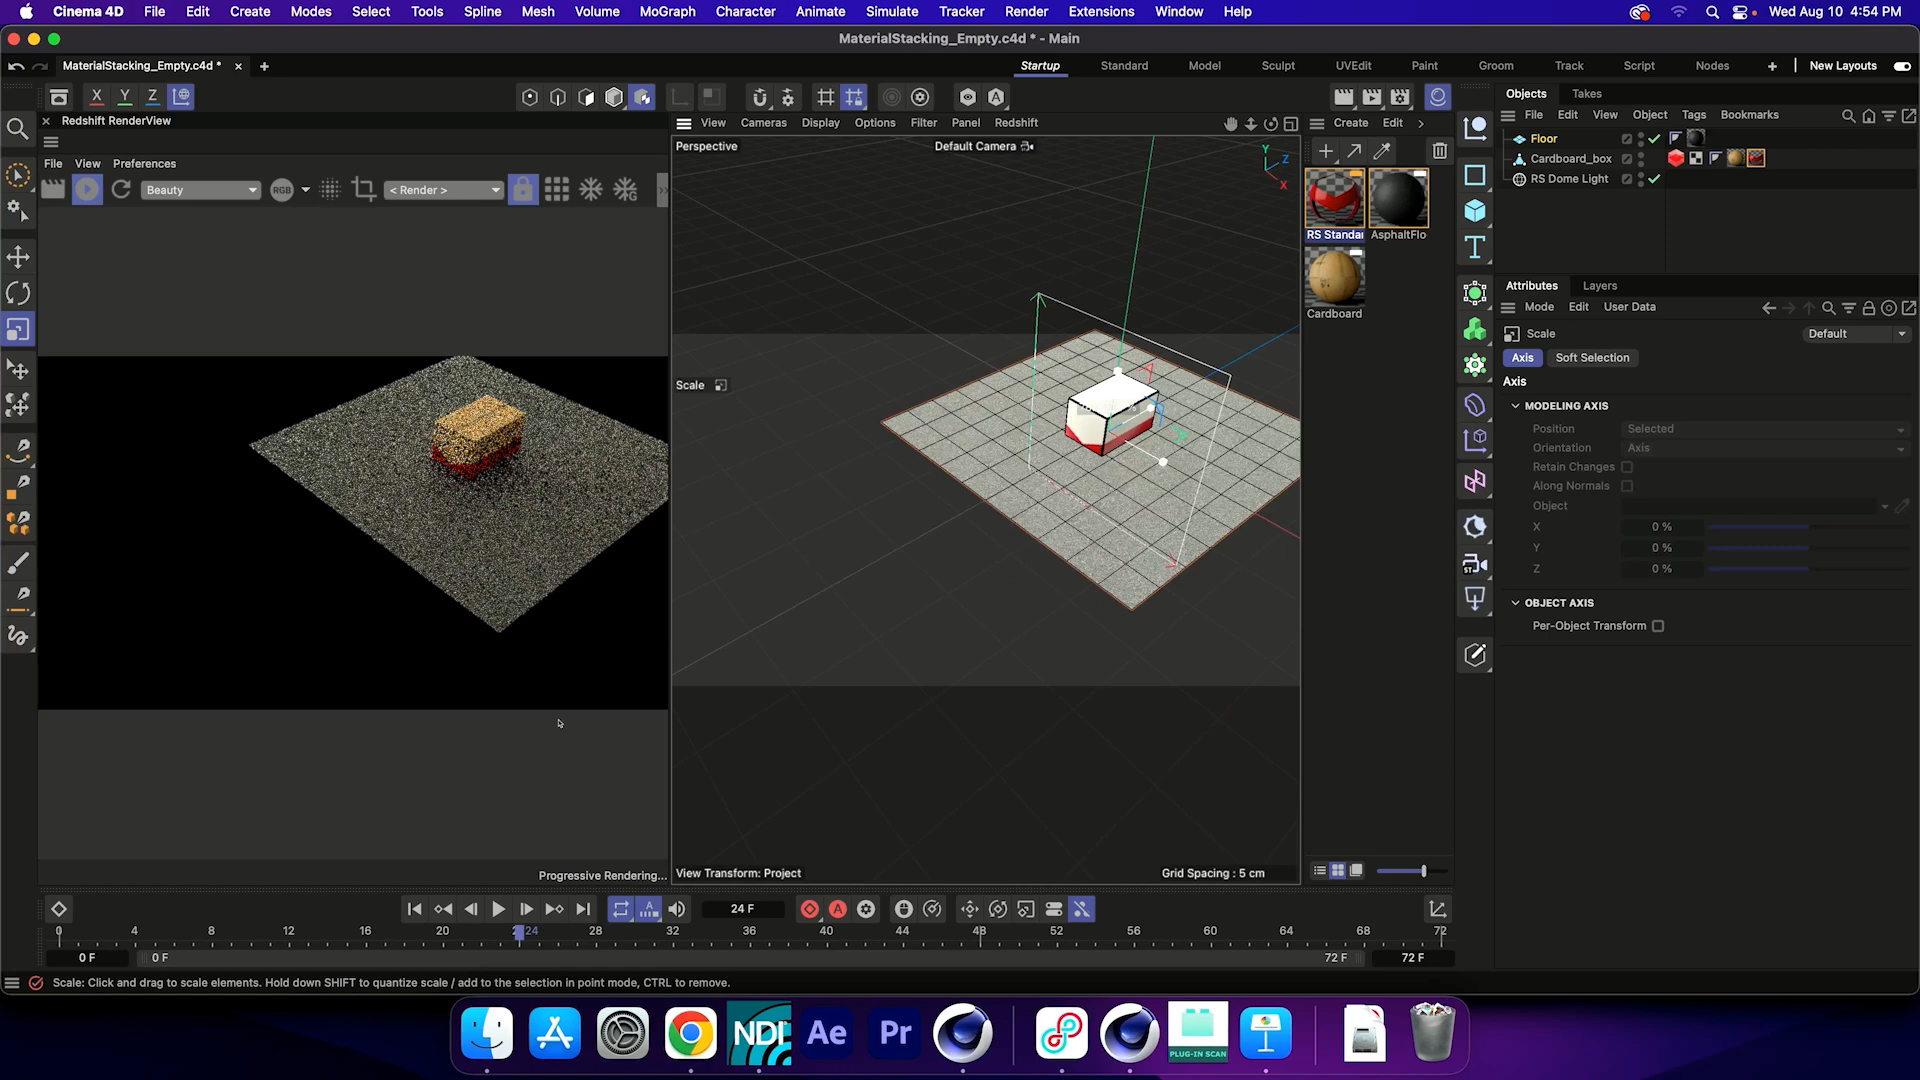 Cinema 4D File Edit Create Modes Select Tools Spline Mesh Volume MoGraph Character Animate Simulate Tracker Render Extensions Window Help Wed Aug 10 4:54 PM
MaterialStacking_Empty.c4d * - Main
MaterialStacking_Empty.c4d * Startup Standard Model Sculpt UVEdit Paint Groom Track Script Nodes New Layouts
X Y Z
Objects Takes
Redshift RenderView
View Cameras Display Options Filter Panel Redshift
Create Edit
File Edit View Object Tags Bookmarks
Perspective
Default Camera
Y
Z
X
Floor
Cardboard_box
RS Dome Light
File View Preferences
Beauty
RGB
< Render >
RS Standar
AsphaltFlo
Cardboard
Attributes Layers
Mode Edit User Data
Scale
Default
Axis Soft Selection
Axis
Scale
MODELING AXIS
Position Selected
Orientation Axis
Retain Changes
Along Normals
Object
X 0 %
Y 0 %
Z 0 %
OBJECT AXIS
Per-Object Transform
ST
Progressive Rendering...
View Transform: Project
Grid Spacing : 5 cm
24 F
0 4 8 12 16 20 24 28 32 36 40 44 48 52 56 60 64 68 72
0 F 0 F 72 F 72 F
Scale: Click and drag to scale elements. Hold down SHIFT to quantize scale / add to the selection in point mode, CTRL to remove.
NDI Ae Pr
PLUG-IN SCAN